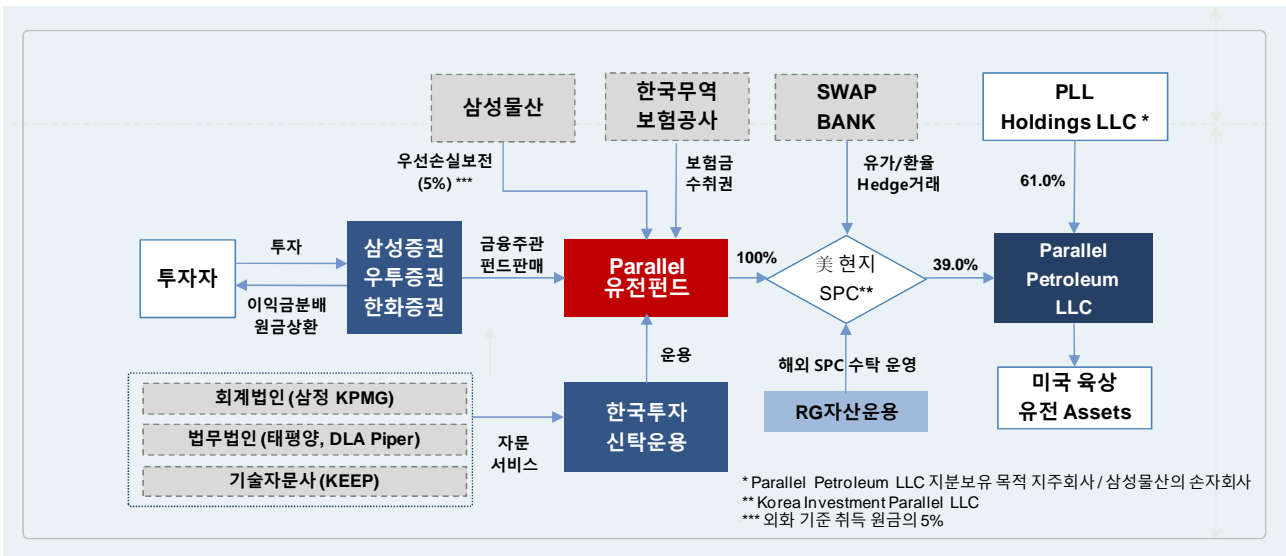 삼성물산
한국무역
보험공사
SWAP
BANK
PLL
Holdings LLC *
우선손실보전
(5%) ***
보험금
수취권
유가/환율
Hedge거래
61.0%
투자자
투자
이익금분배
원금상환
삼성증권
우투증권
한화증권
금융주관
펀드판매
Parallel
유전펀드
100%
美 현지
SPC**
39.0%
Parallel
Petroleum
LLC
운용
해외 SPC 수탁 운영
회계법인 (삼정 KPMG)
법무법인 (태평양, DLA Piper)
기술자문사 (KEEP)
자문
서비스
한국투자
신탁운용
RG자산운용
미국 육상
유전 Assets
* Parallel Petroleum LLC 지분보유 목적 지주회사 / 삼성물산의 손자회사
** Korea Investment Parallel LLC
*** 외화 기준 취득 원금의 5%